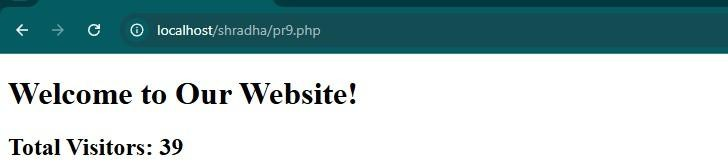 localhost/shradha/pr9.php
Welcome to Our Website!
Total Visitors: 39